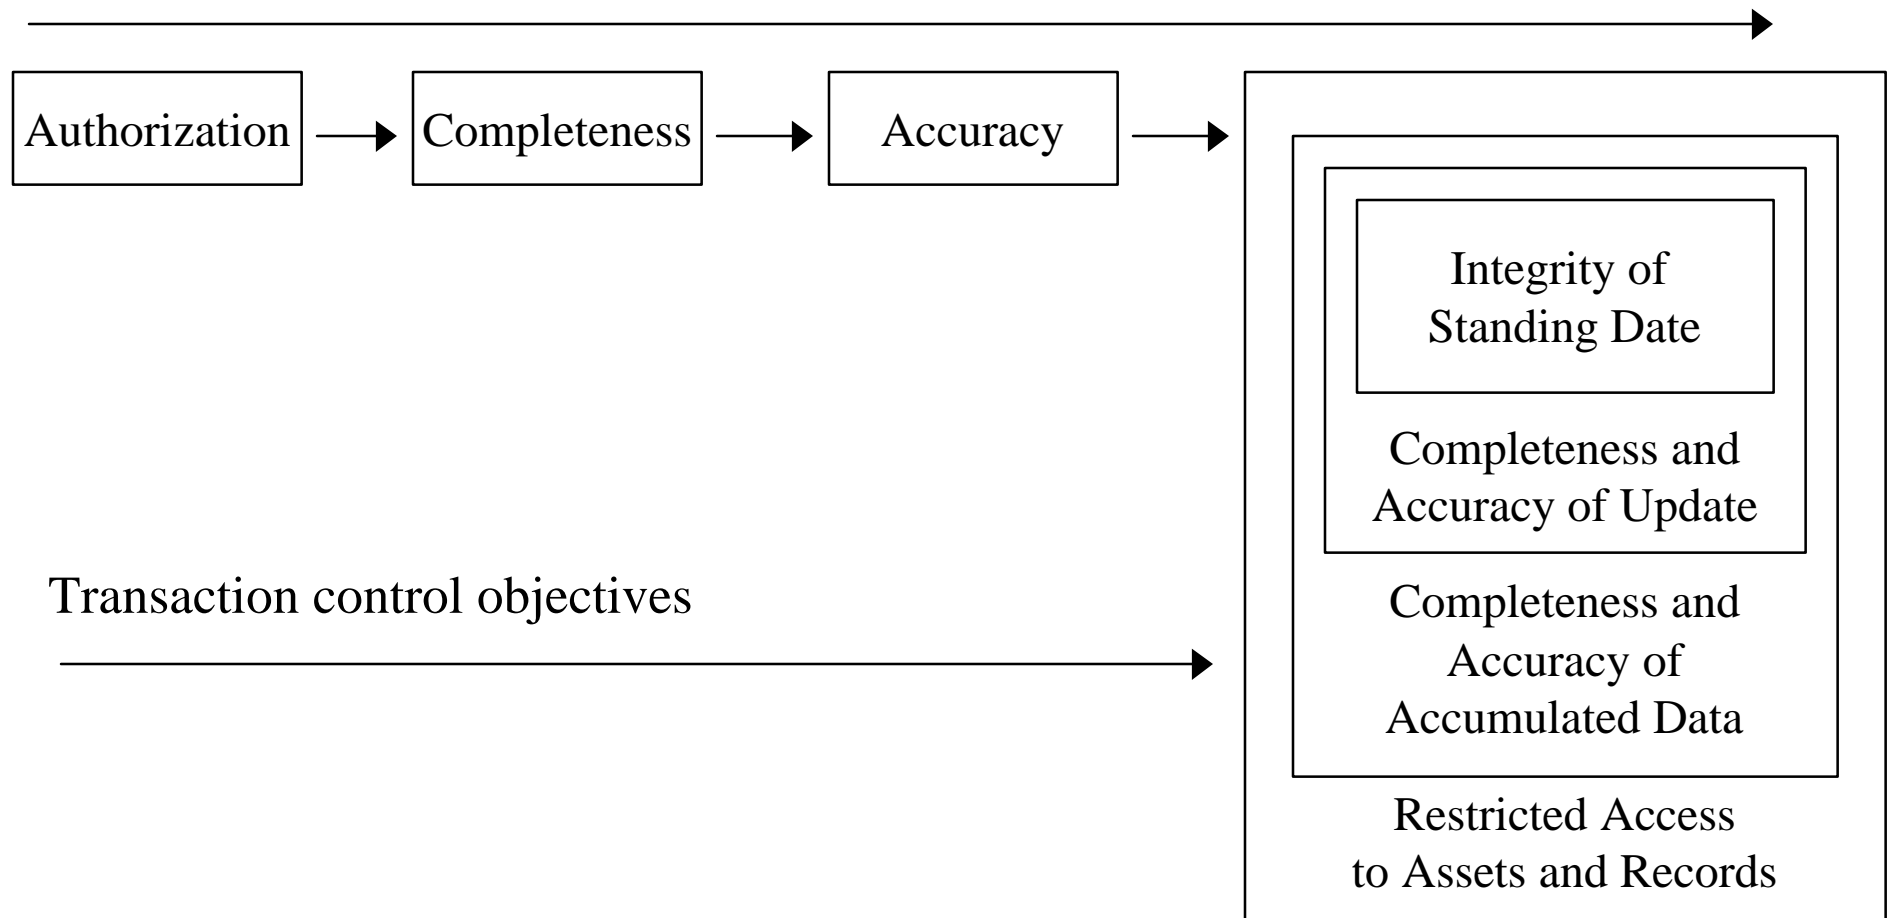 Authorization
Completeness
Accuracy
Integrity of
Standing Date
Completeness and
Accuracy of Update
Transaction control objectives
Completeness and
Accuracy of
Accumulated Data
Restricted Access
to Assets and Records